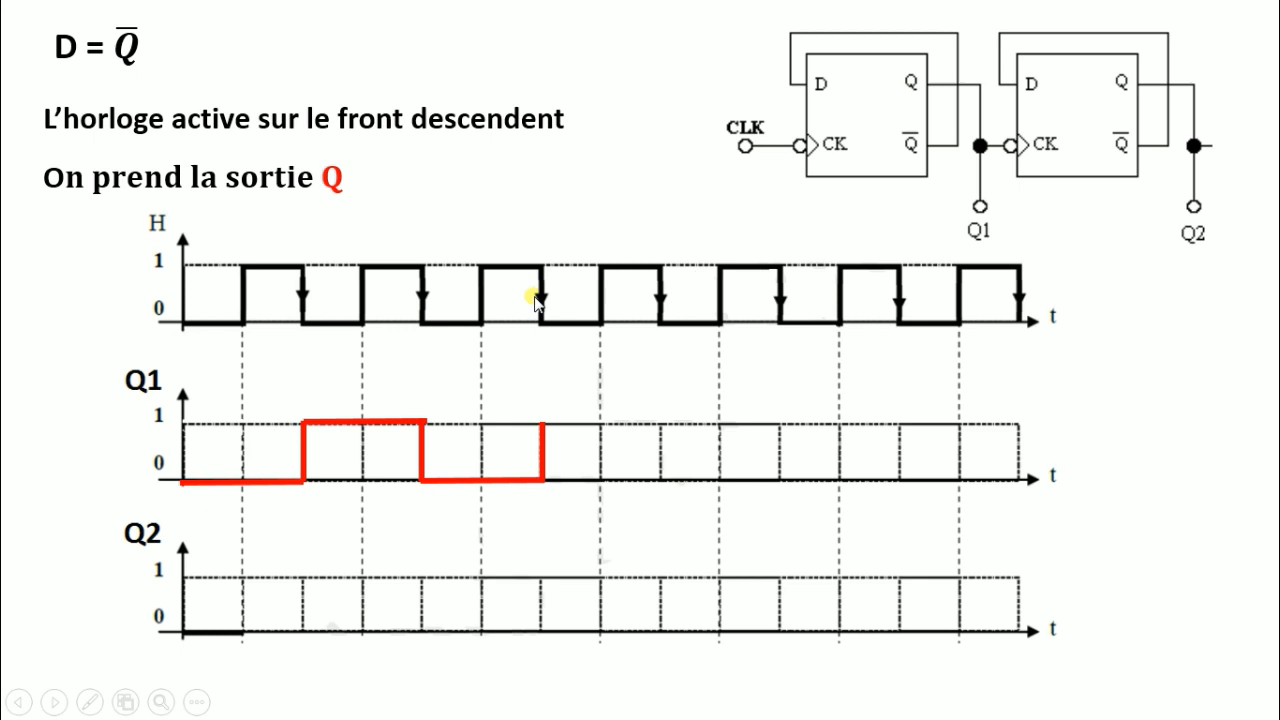 D = Q̅
L’horloge active sur le front descendent
On prend la sortie Q
D Q
CLK CK Q̅
Q1
D Q
CK Q̅
Q2
H
1
0
t
Q1
1
0
t
Q2
1
0
t